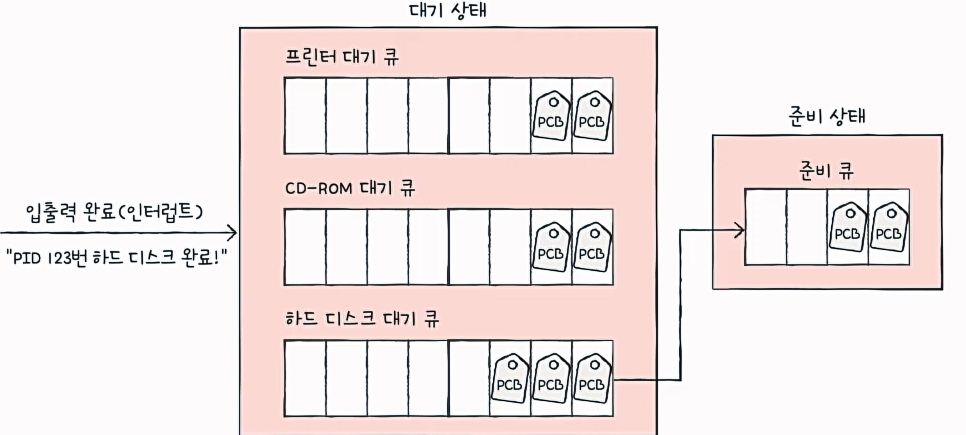 대기 상태
프린터 대기 큐
PCB PCB
준비 상태
CD-ROM 대기 큐
준비 큐
입출력 완료(인터럽트)
PCB PCB
PCB PCB
"PID 123번 하드 디스크 완료!"
하드 디스크 대기 큐
PCB PCB PCB